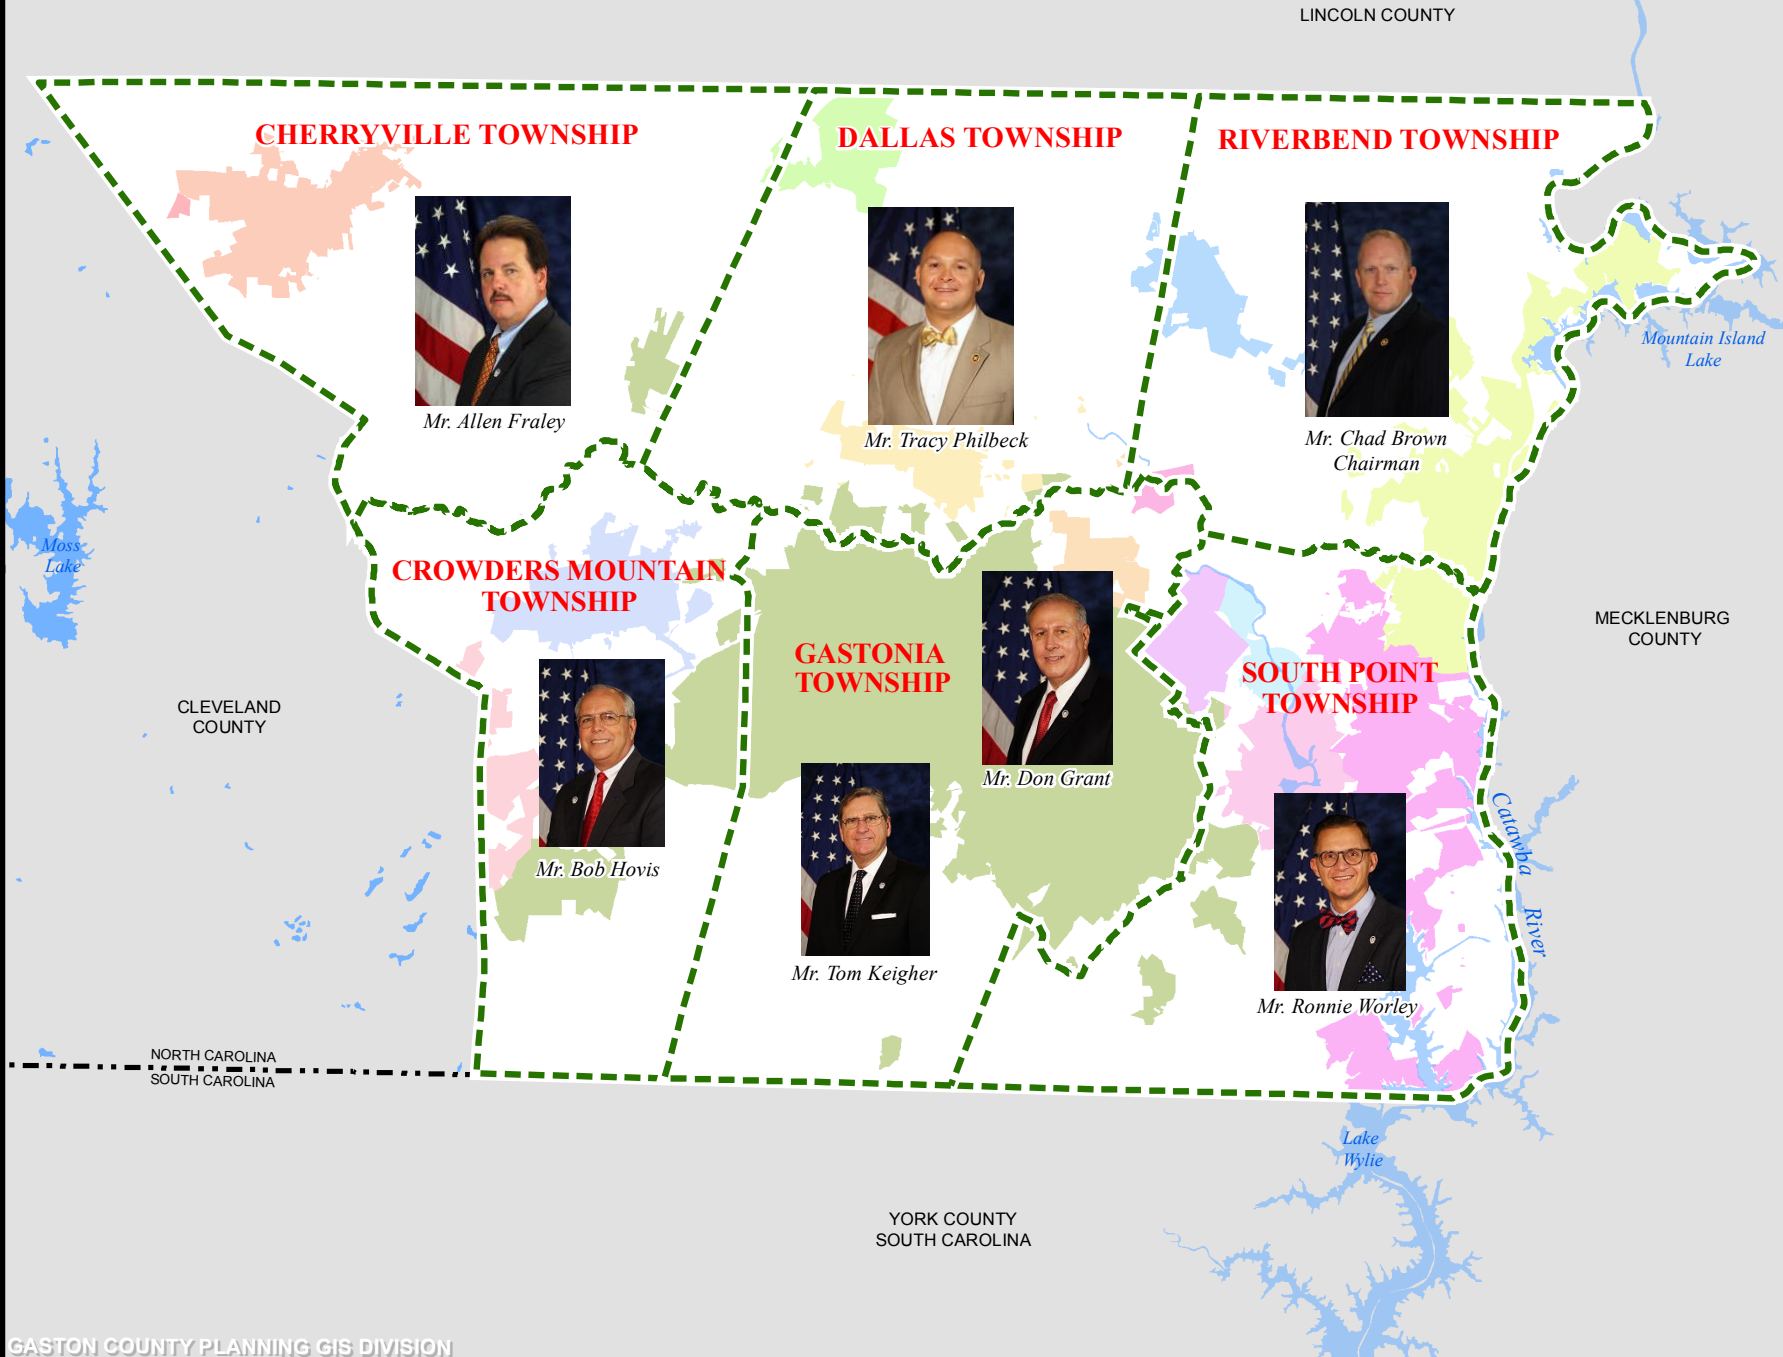 LINCOLN COUNTY
CHERRYVILLE TOWNSHIP
DALLAS TOWNSHIP
RIVERBEND TOWNSHIP
Mountain Island
Lake
Mr. Allen Fraley
Mr. Tracy Philbeck
Mr. Chad Brown
Chairman
Moss
Lake
CROWDERS MOUNTAIN
TOWNSHIP
GASTONIA
TOWNSHIP
SOUTH POINT
TOWNSHIP
MECKLENBURG
COUNTY
CLEVELAND
COUNTY
Mr. Don Grant
Mr. Bob Hovis
Catawba
River
Mr. Tom Keigher
Mr. Ronnie Worley
NORTH CAROLINA
SOUTH CAROLINA
Lake
Wylie
YORK COUNTY
SOUTH CAROLINA
GASTON COUNTY PLANNING GIS DIVISION